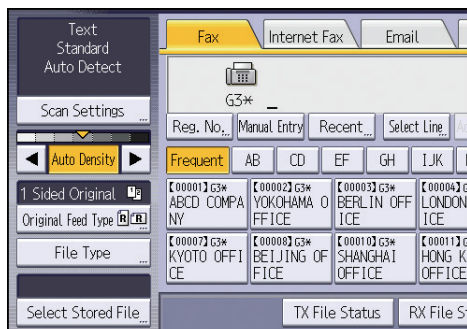 Text
Standard
Auto Detect
Scan Settings
Auto Density
1 Sided Original
Original Feed Type
File Type
Select Stored File
Fax
Internet Fax
Email
G3* _
Reg. No.
Manual Entry
Recent
Select Line
Frequent
AB
CD
EF
GH
IJK
[00001] G3*
ABCD COMPA
NY
[00002] G3*
YOKOHAMA O
FFICE
[00003] G3*
BERLIN OFF
ICE
[00004] G
LONDON
ICE
[00007] G3*
KYOTO OFFI
CE
[00008] G3*
BEIJING OF
FICE
[00010] G3*
SHANGHAI
OFFICE
[00011] G
HONG K
OFFICE
TX File Status
RX File S